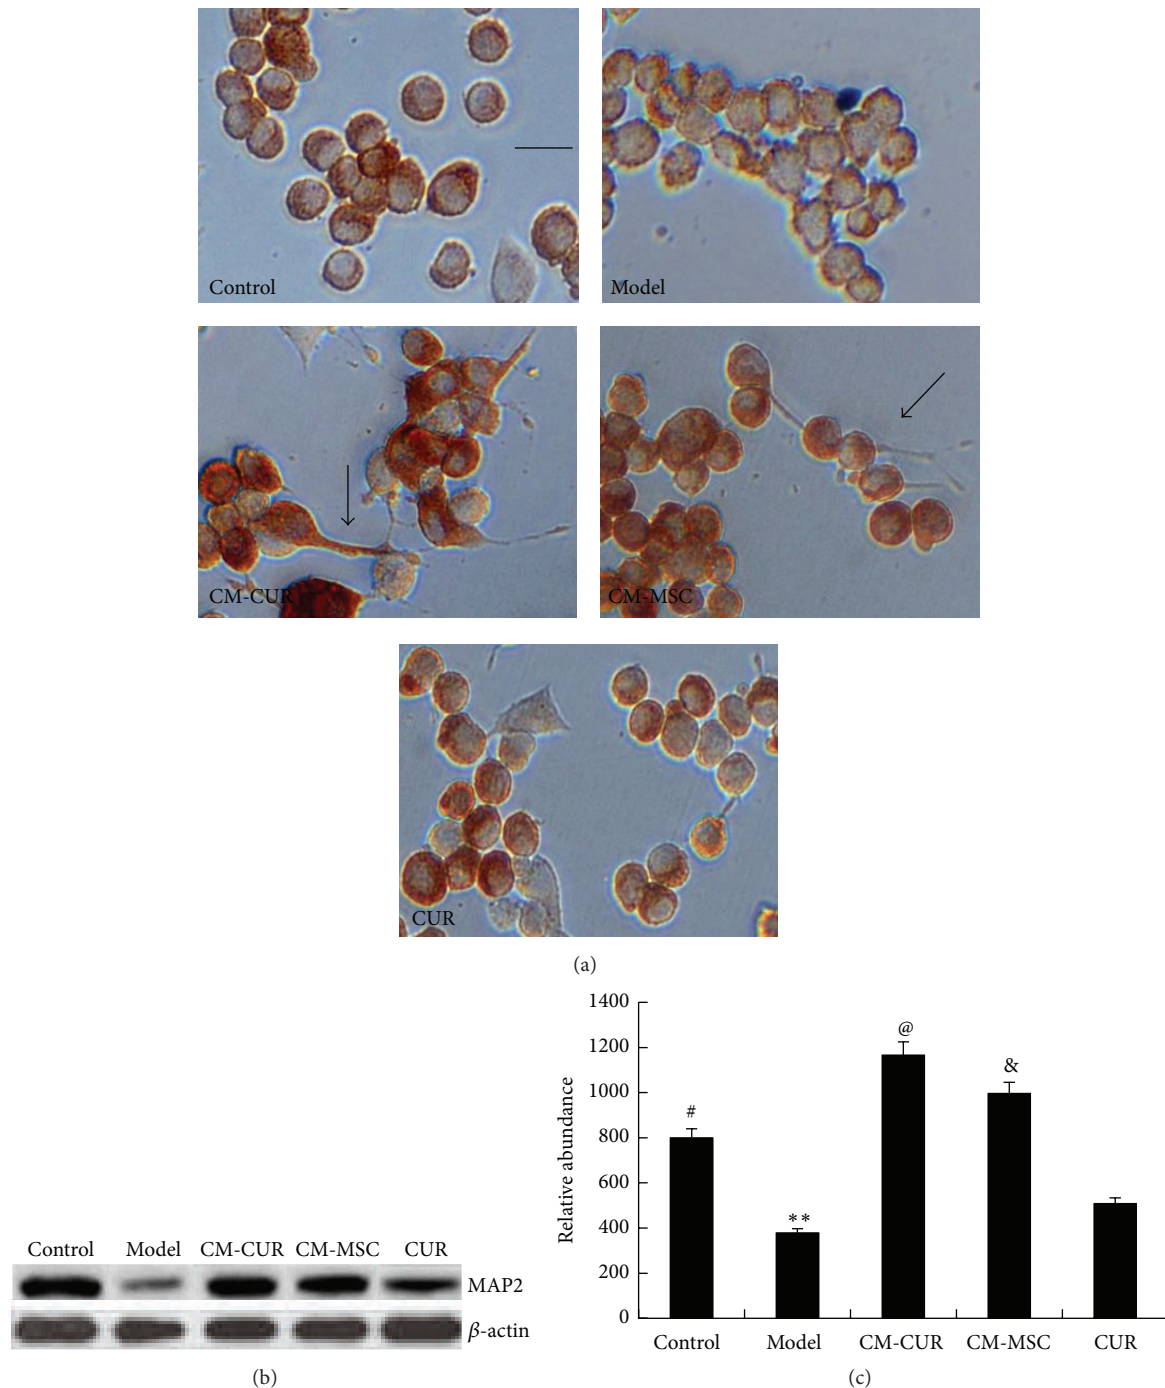 Control
Model
CM-CUR
CM-MSC
CUR
(a)
Control Model CM-CUR CM-MSC CUR
MAP2
β-actin
(b)
Relative abundance
1400
1200
1000
800
600
400
200
0
#
**
@
&
Control Model CM-CUR CM-MSC CUR
(c)